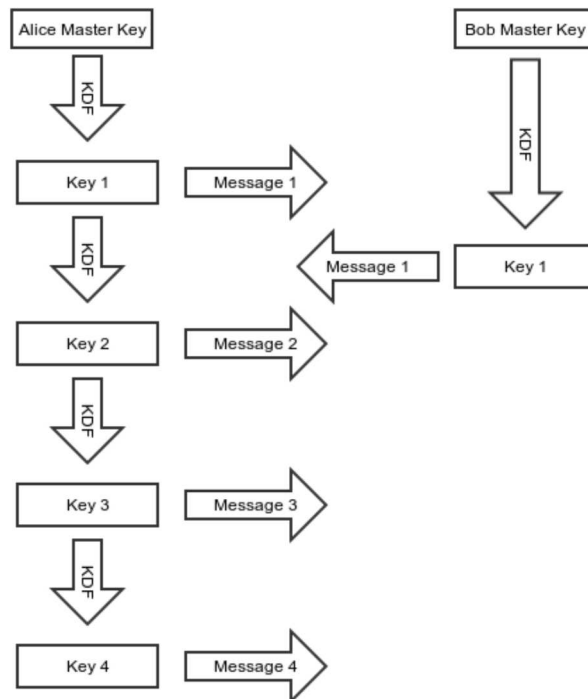 Alice Master Key
Bob Master Key
KDF
KDF
Key 1
Message 1
KDF
Message 1
Key 1
Key 2
Message 2
KDF
Key 3
Message 3
KDF
Key 4
Message 4